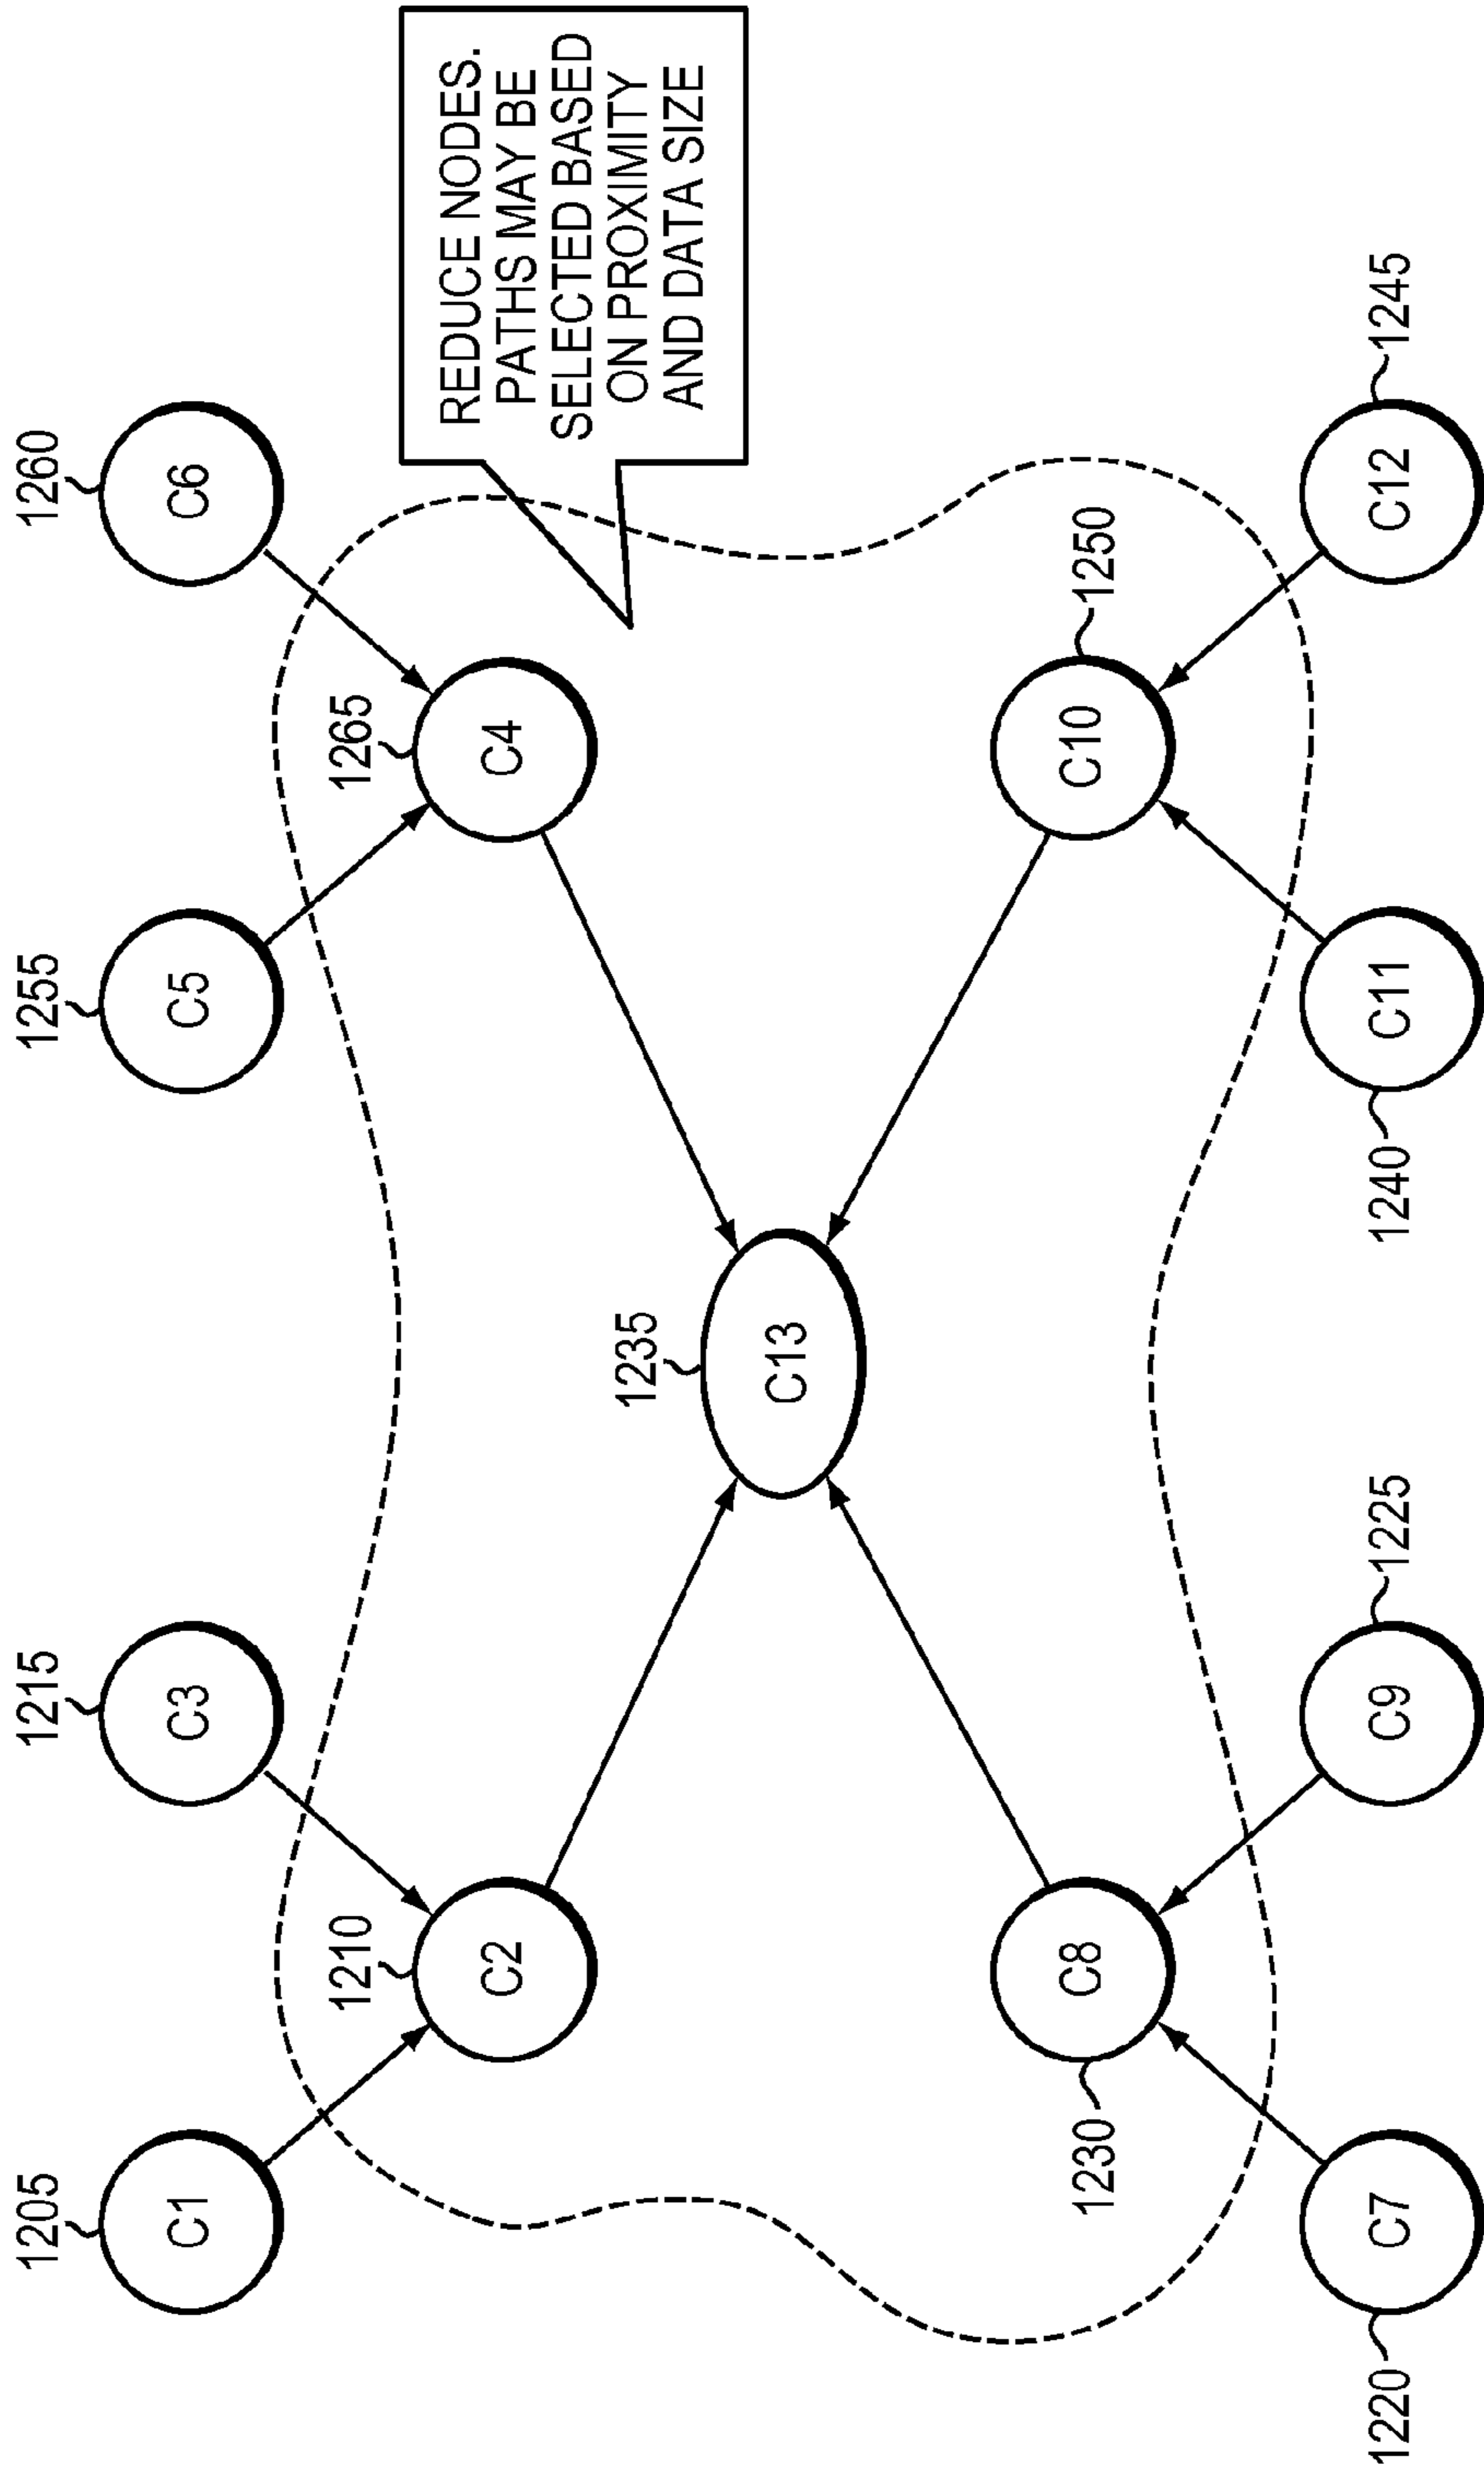 1205
C1
1215
C3
1255
C5
1260
C6
1210
C2
1265
C4
REDUCE NODES.
PATHS MAY BE
SELECTED BASED
ON PROXIMITY
AND DATA SIZE
1235
C13
1230
C8
C10
1250
1220
C7
C9
1225
1240
C11
C12
1245